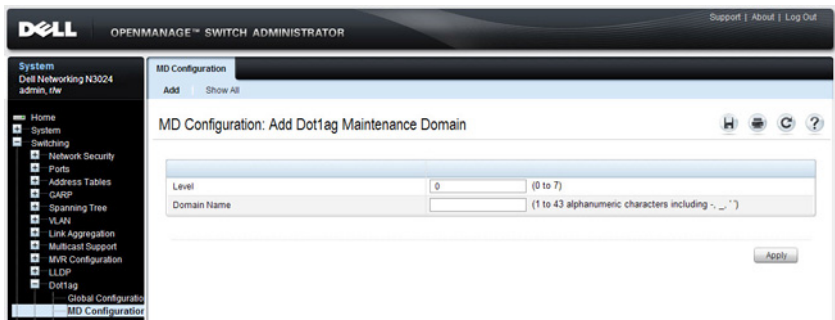 Support | About | Log Out
DELL OPENMANAGE™ SWITCH ADMINISTRATOR
System
Dell Networking N3024
admin, r/w
Home
System
Switching
Network Security
Ports
Address Tables
GARP
Spanning Tree
VLAN
Link Aggregation
Multicast Support
MVR Configuration
LLDP
Dot1ag
Global Configuratio
MD Configuration
MD Configuration
Add Show All
MD Configuration: Add Dot1ag Maintenance Domain
Level 0 (0 to 7)
Domain Name (1 to 43 alphanumeric characters including -, _, ' ')
Apply